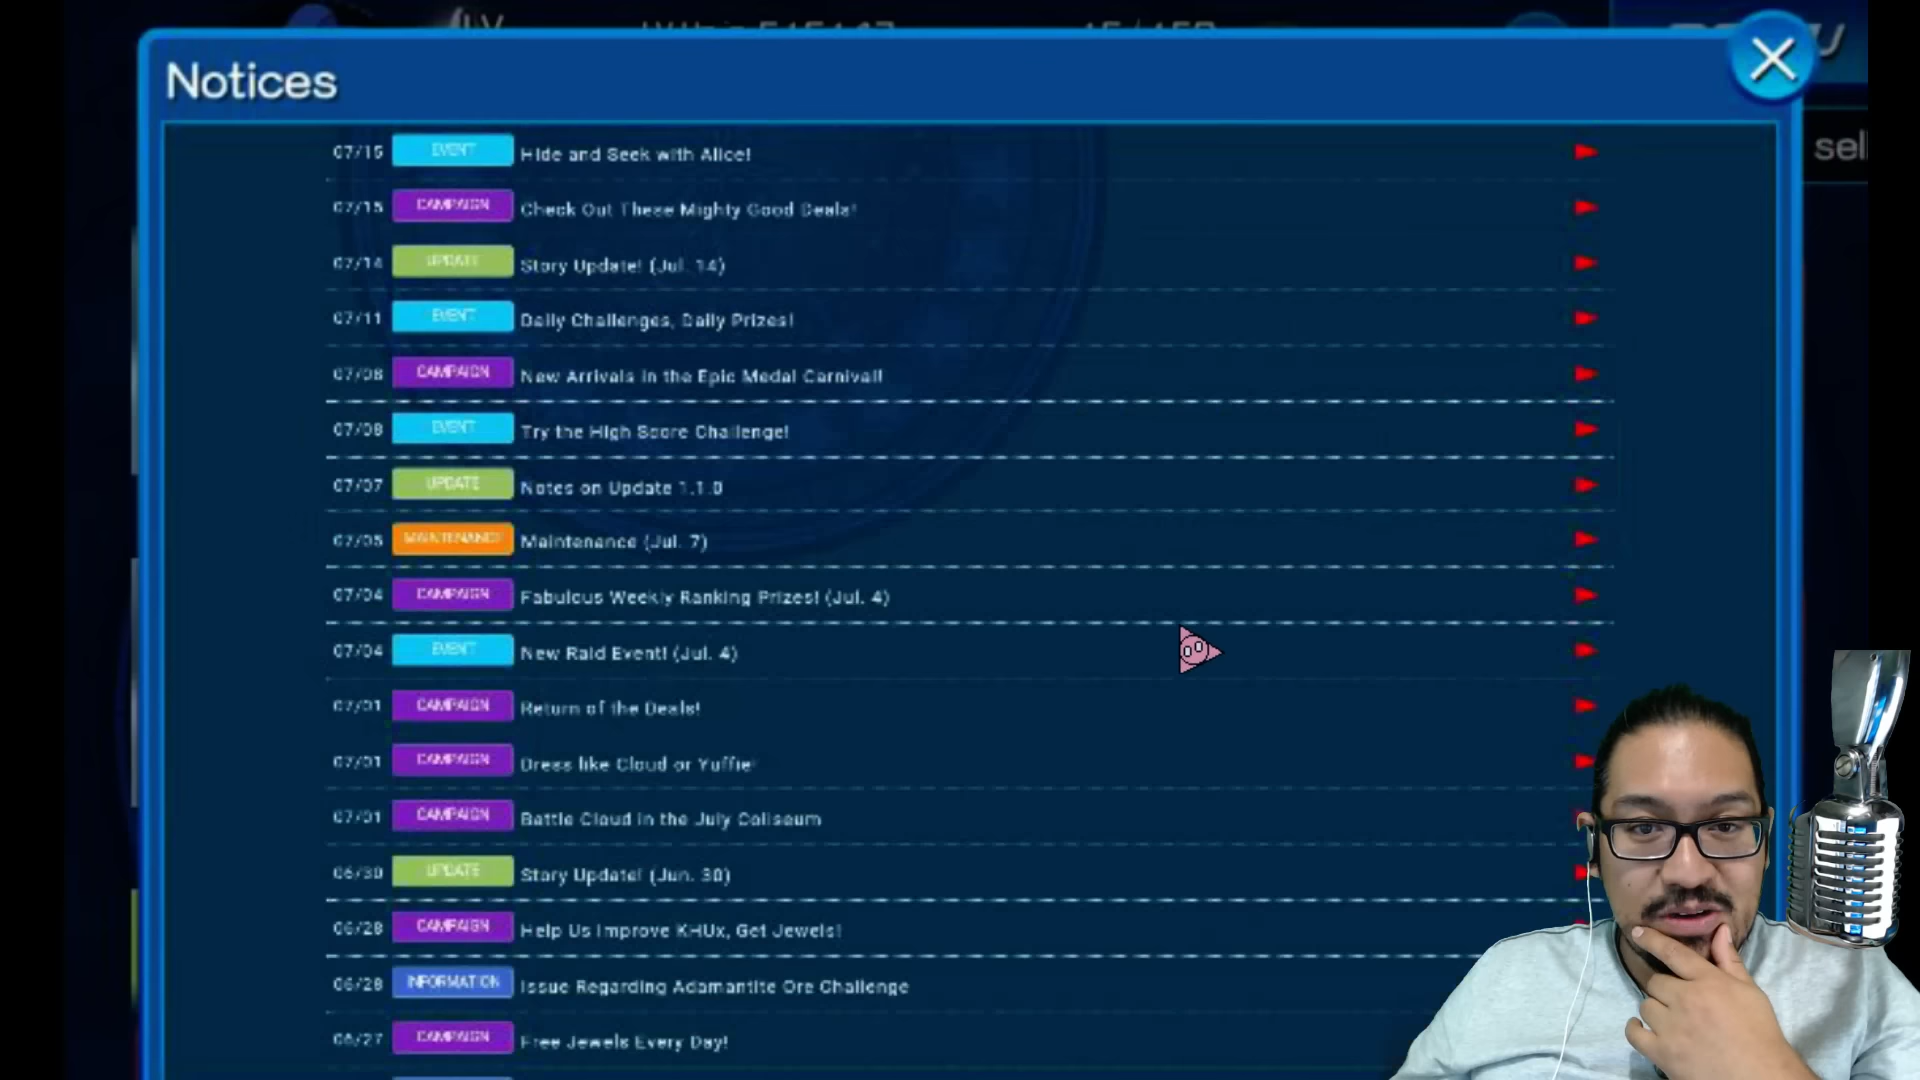 Notices
07/15 EVENT Hide and Seek with Alice!
07/15 CAMPAIGN Check Out These Mighty Good Deals!
07/14 UPDATE Story Update! (Jul. 14)
07/11 EVENT Daily Challenges, Daily Prizes!
07/08 CAMPAIGN New Arrivals in the Epic Medal Carnival!
07/08 EVENT Try the High Score Challenge!
07/07 UPDATE Notes on Update 1.1.0
07/05 MAINTENANCE Maintenance (Jul. 7)
07/04 CAMPAIGN Fabulous Weekly Ranking Prizes! (Jul. 4)
07/04 EVENT New Raid Event! (Jul. 4)
07/01 CAMPAIGN Return of the Deals!
07/01 CAMPAIGN Dress like Cloud or Yuffie!
07/01 CAMPAIGN Battle Cloud in the July Coliseum
06/30 UPDATE Story Update! (Jun. 30)
06/28 CAMPAIGN Help Us Improve KHUx, Get Jewels!
06/28 INFORMATION Issue Regarding Adamantite Ore Challenge
06/27 CAMPAIGN Free Jewels Every Day!
sell